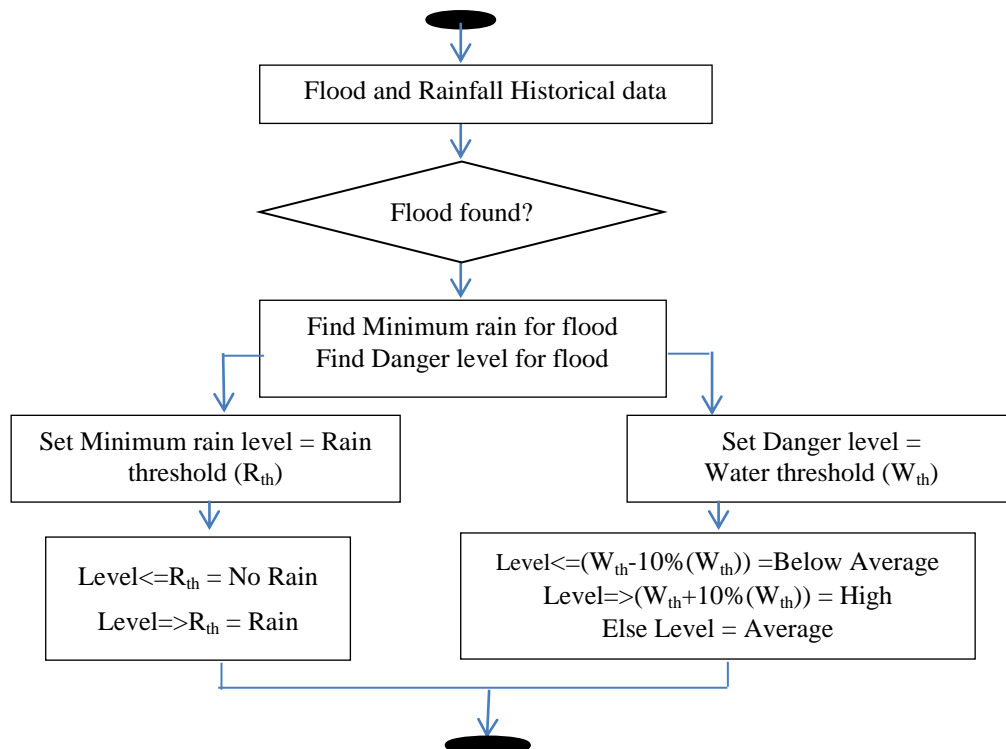 Flood and Rainfall Historical data
Flood found?
Find Minimum rain for flood
Find Danger level for flood
Set Minimum rain level = Rain
threshold (Rth)
Set Danger level =
Water threshold (Wth)
Level<=Rth = No Rain
Level=>Rth = Rain
Level<=(Wth-10%(Wth)) =Below Average
Level=>(Wth+10%(Wth)) = High
Else Level = Average